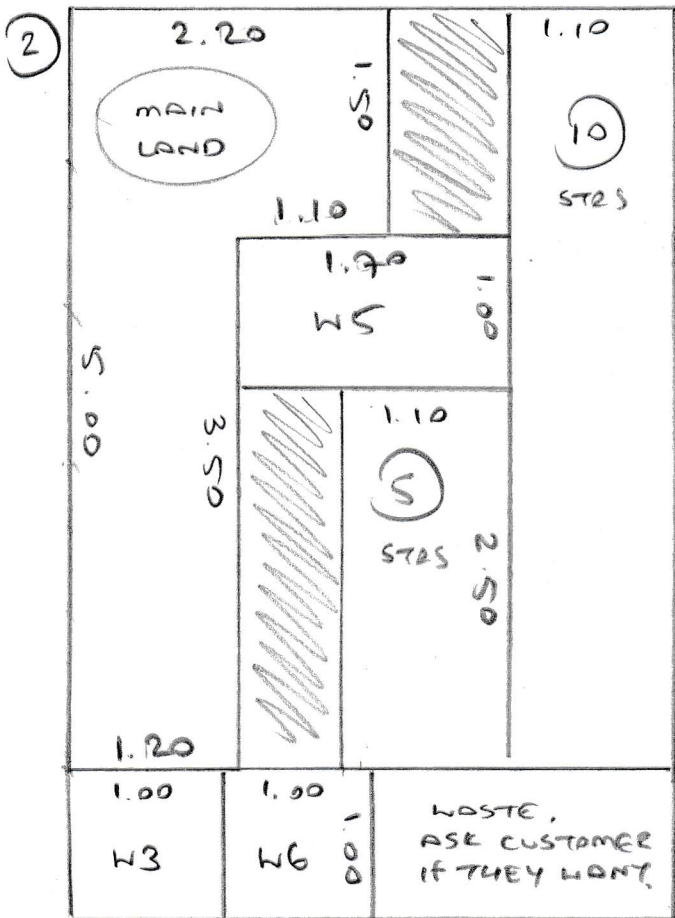 2
2.20
1.50
1.10
MAIN
LAND
10
STRS
1.10
1.70
W5
1.00
5.00
3.50
1.10
5
STRS
2.50
1.20
1.00
W3
1.00
W6
1.00
WASTE.
ASK CUSTOMER
IF THEY WANT.